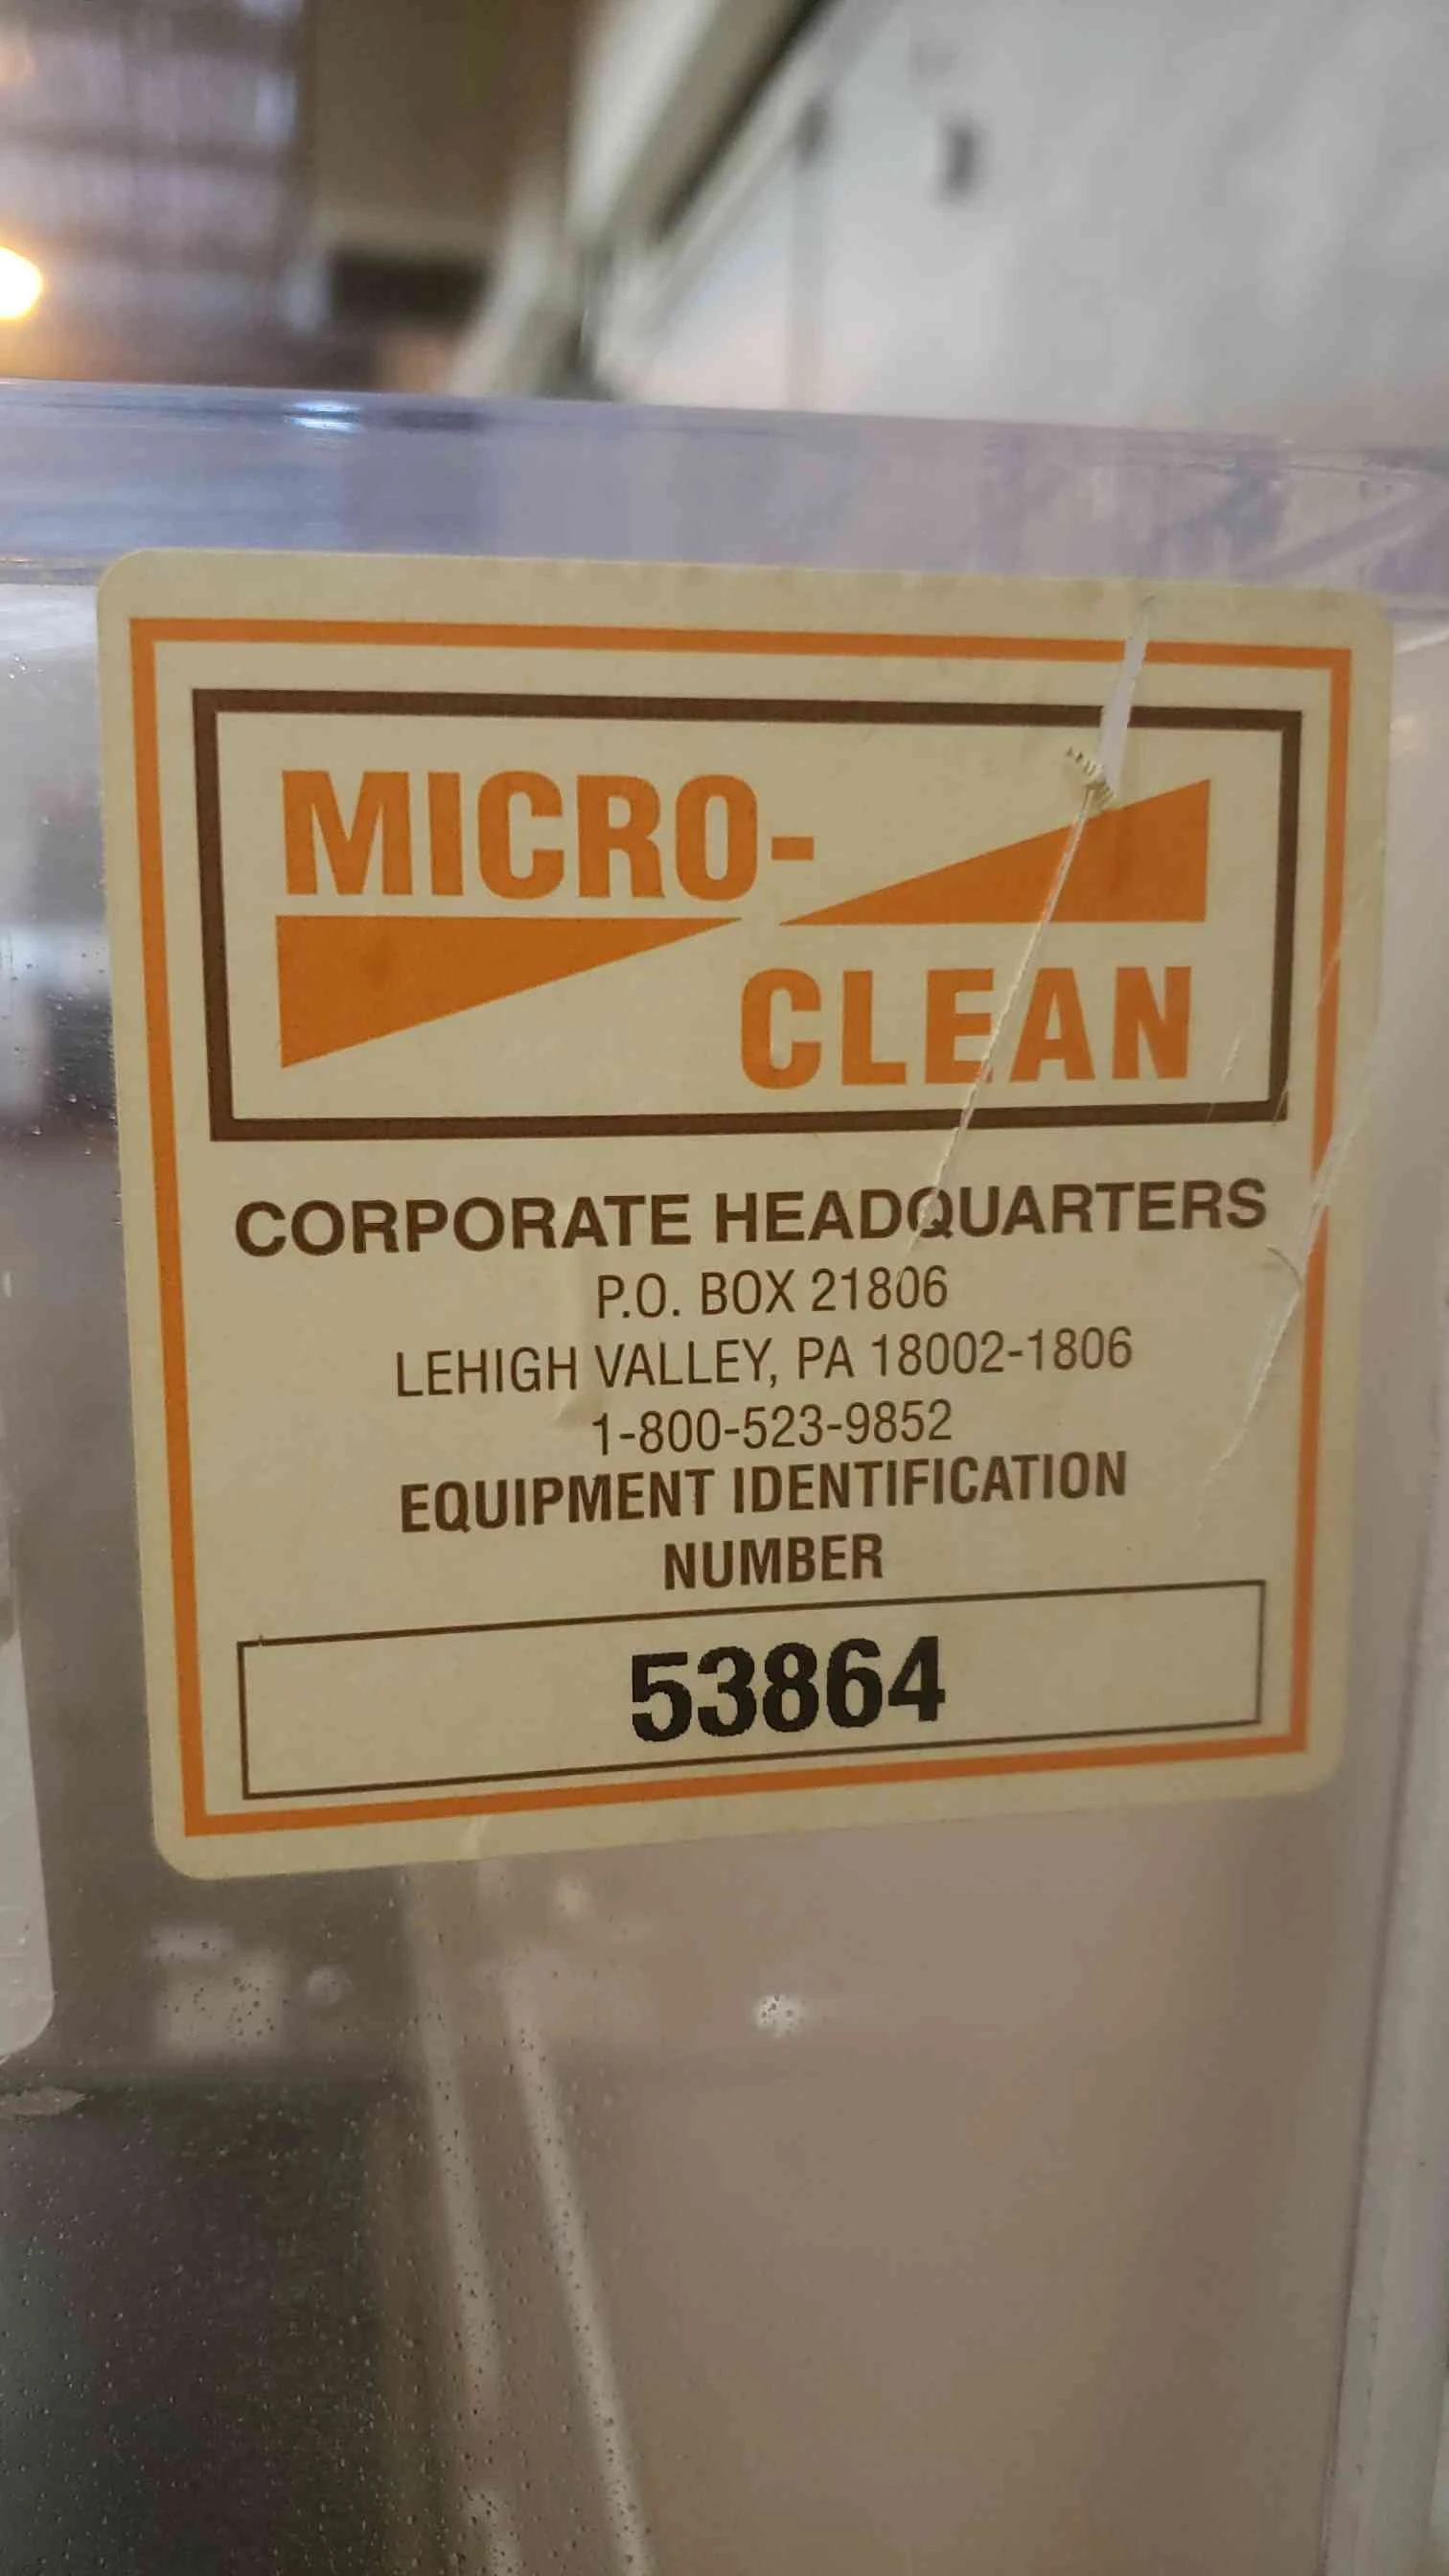 MICRO-
CLEAN
CORPORATE HEADQUARTERS
P.O. BOX 21806
LEHIGH VALLEY, PA 18002-1806
1-800-523-9852
EQUIPMENT IDENTIFICATION
NUMBER
53864